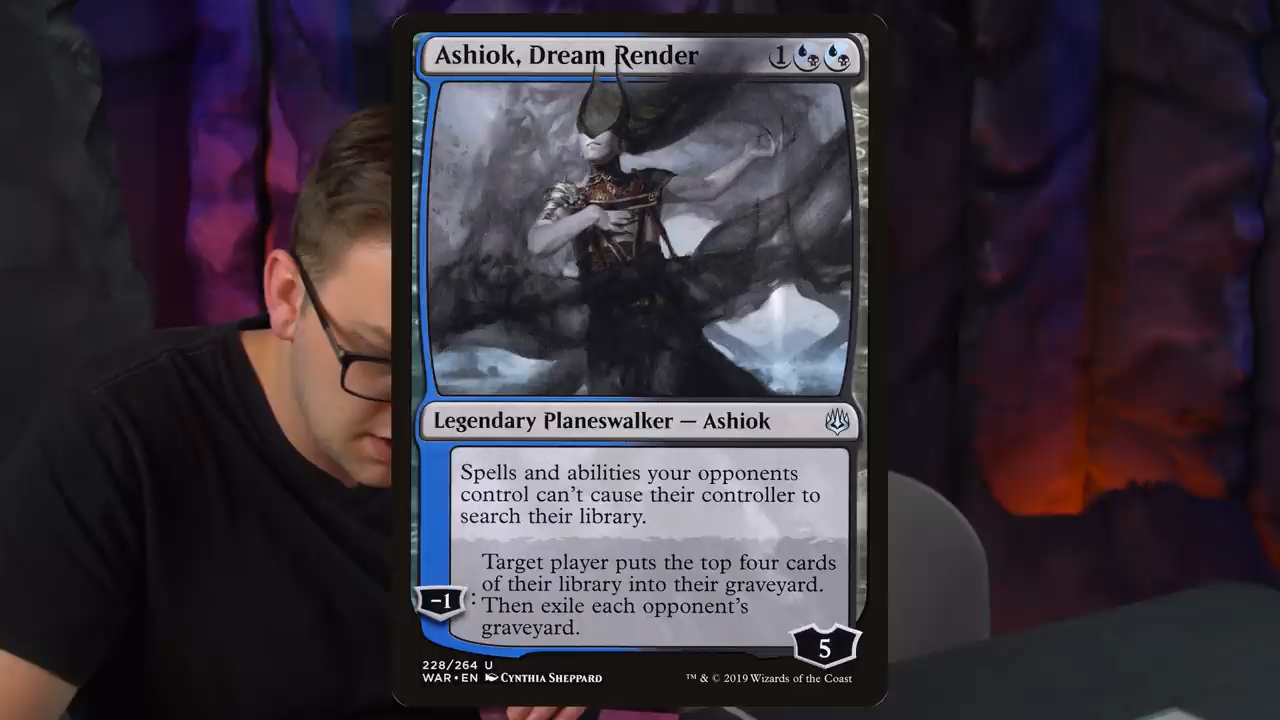 Ashiok, Dream Render 1
Legendary Planeswalker — Ashiok
Spells and abilities your opponents
control can't cause their controller to
search their library.
Target player puts the top four cards
of their library into their graveyard.
−1 : Then exile each opponent's
graveyard.
5
228/264 U
WAR • EN Cynthia Sheppard
™ & © 2019 Wizards of the Coast